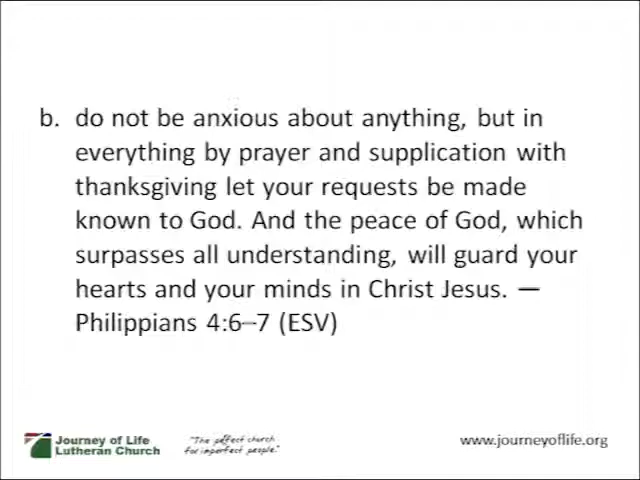 b. do not be anxious about anything, but in
everything by prayer and supplication with
thanksgiving let your requests be made
known to God. And the peace of God, which
surpasses all understanding, will guard your
hearts and your minds in Christ Jesus. —
Philippians 4:6–7 (ESV)
Journey of Life
Lutheran Church
"The perfect church
for imperfect people."
www.journeyoflife.org